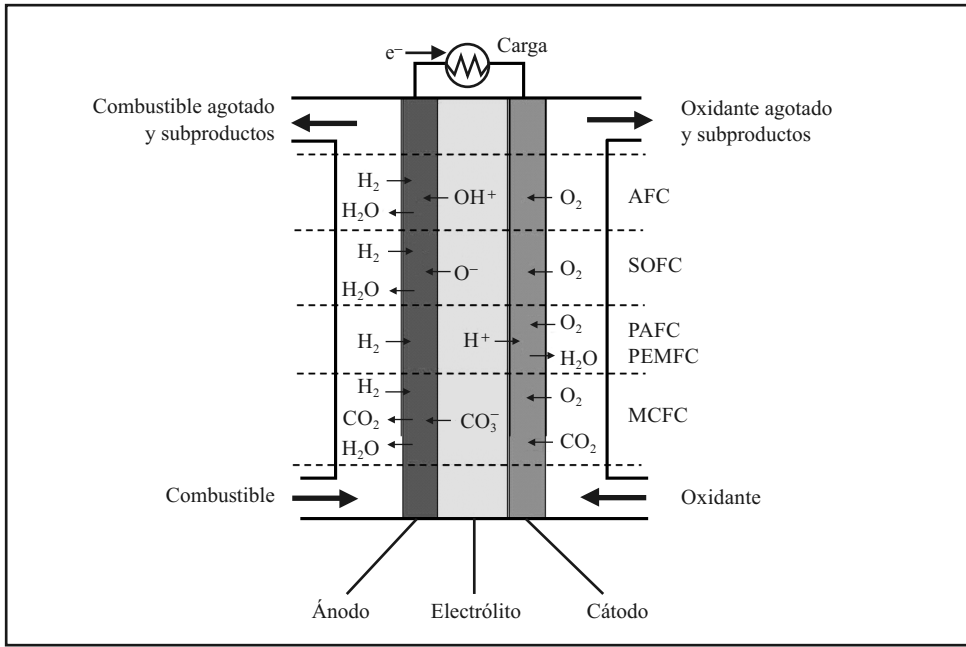 e⁻
Carga
Combustible agotado
y subproductos
Oxidante agotado
y subproductos
H₂
H₂O
OH⁺
O₂
AFC
H₂
H₂O
O⁻
O₂
SOFC
H₂
H⁺
O₂
H₂O
PAFC
PEMFC
H₂
CO₂
H₂O
CO₃⁻
O₂
CO₂
MCFC
Combustible
Oxidante
Ánodo
Electrólito
Cátodo